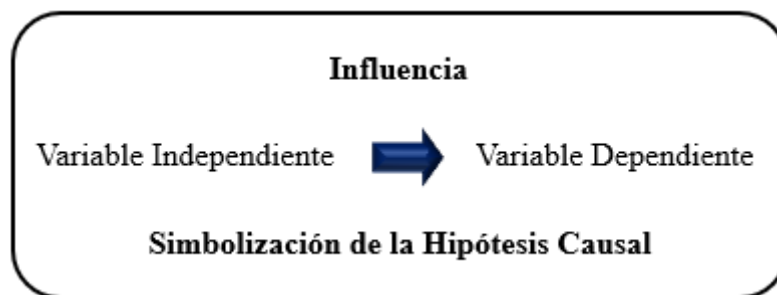 Influencia
Variable Independiente Variable Dependiente
Simbolización de la Hipótesis Causal